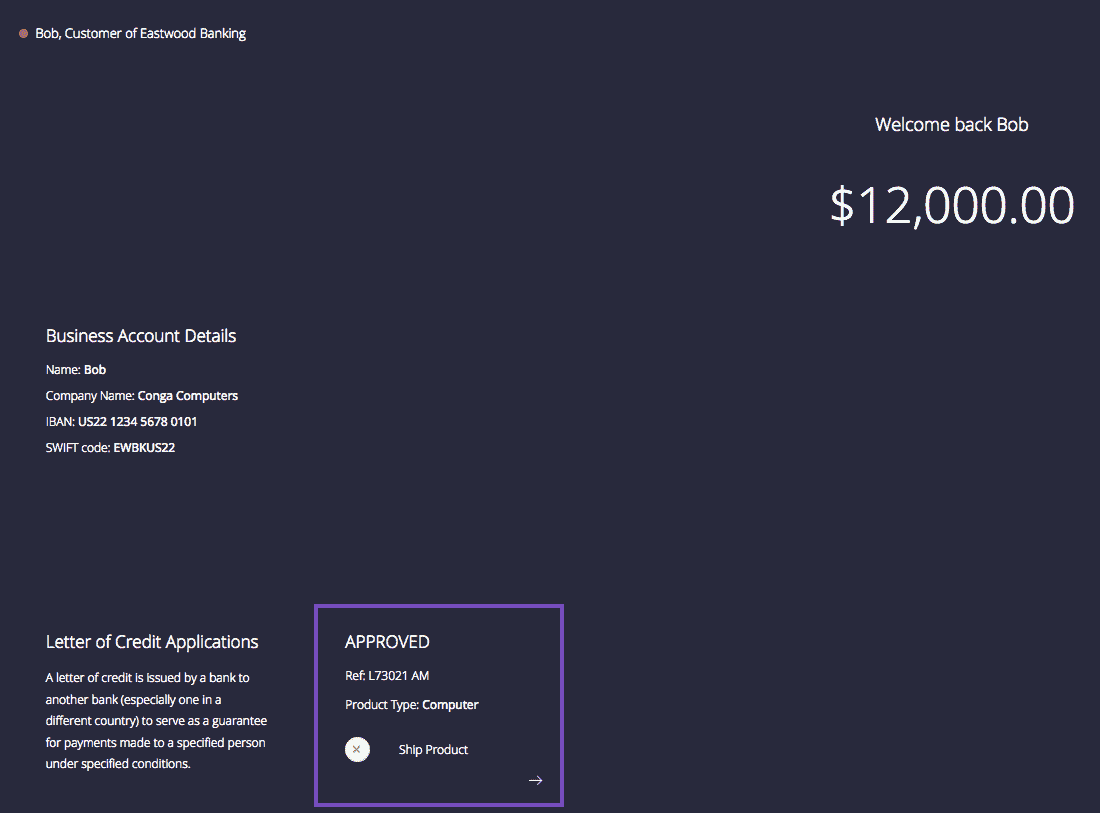 Bob, Customer of Eastwood Banking
Welcome back Bob
$12,000.00
Business Account Details
Name: Bob
Company Name: Conga Computers
IBAN: US22 1234 5678 0101
SWIFT code: EWBKUS22
Letter of Credit Applications
A letter of credit is issued by a bank to
another bank (especially one in a
different country) to serve as a guarantee
for payments made to a specified person
under specified conditions.
APPROVED
Ref: L73021 AM
Product Type: Computer
Ship Product